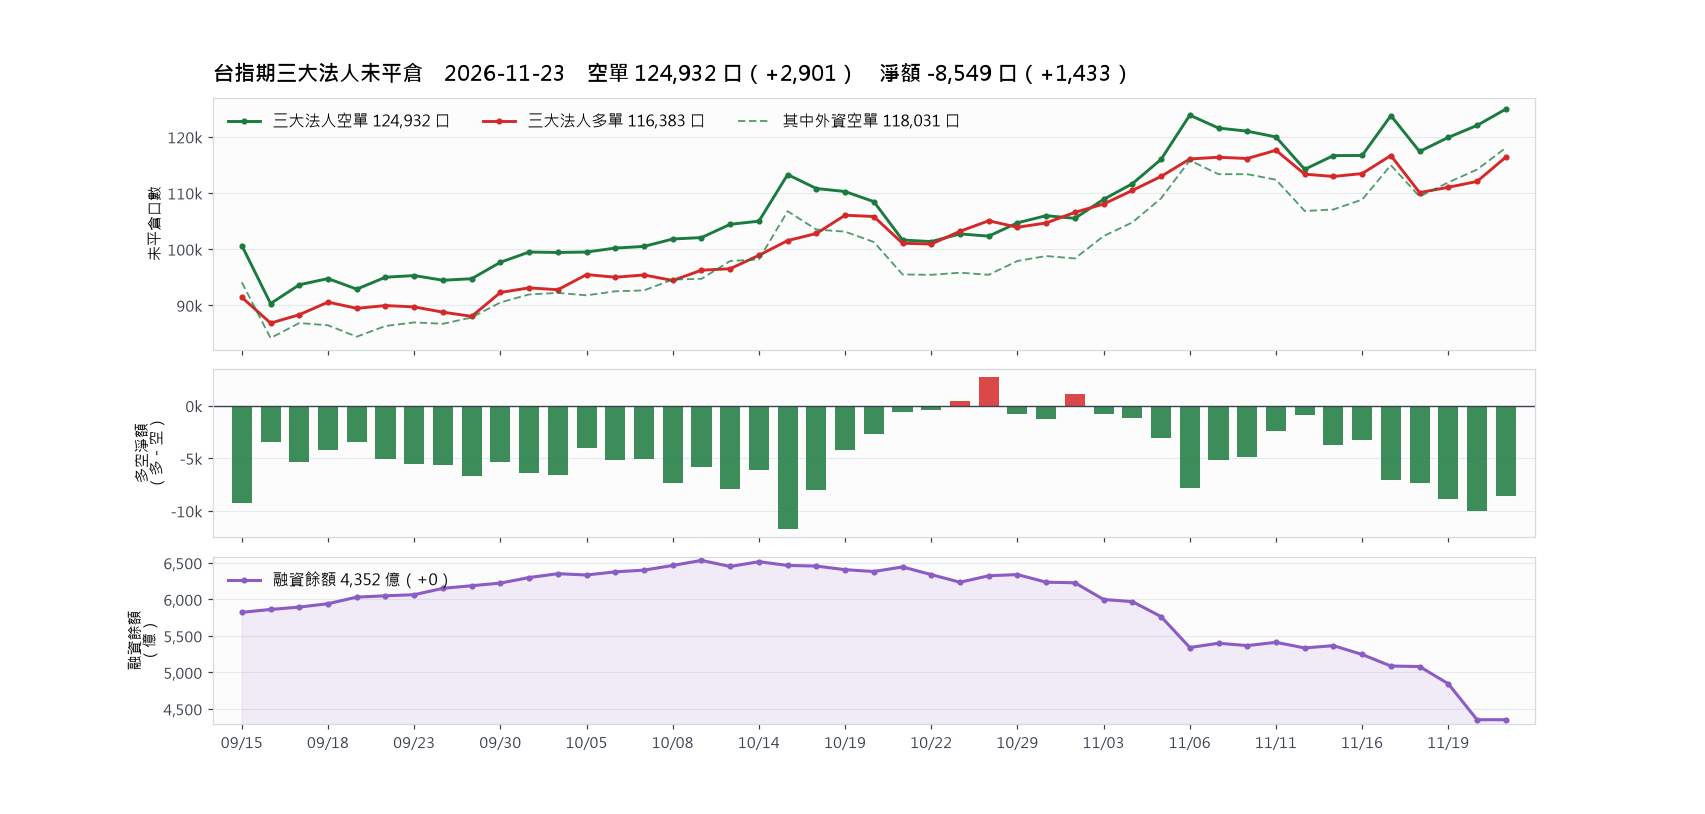 台指期三大法人未平倉 2026-11-23 空單 124,932 口（+2,901） 淨額 -8,549 口（+1,433）
三大法人空單 124,932 口 三大法人多單 116,383 口 其中外資空單 118,031 口
未平倉口數
120k
110k
100k
90k
多空淨額
（多 - 空）
0k
-5k
-10k
融資餘額 4,352 億（+0）
融資餘額
（億）
6,500
6,000
5,500
5,000
4,500
09/15 09/18 09/23 09/30 10/05 10/08 10/14 10/19 10/22 10/29 11/03 11/06 11/11 11/16 11/19